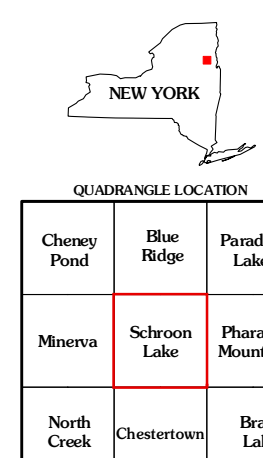 NEW YORK
QUADRANGLE LOCATION
Cheney
Pond
Blue
Ridge
Minerva
Schroon
Lake
North
Creek
Chestertown